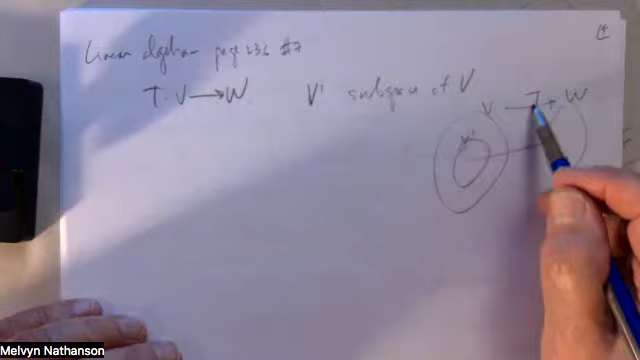 Linear algebra page 236 #7
T: V → W V' subspace of V
V T → W
V'
Melvyn Nathanson